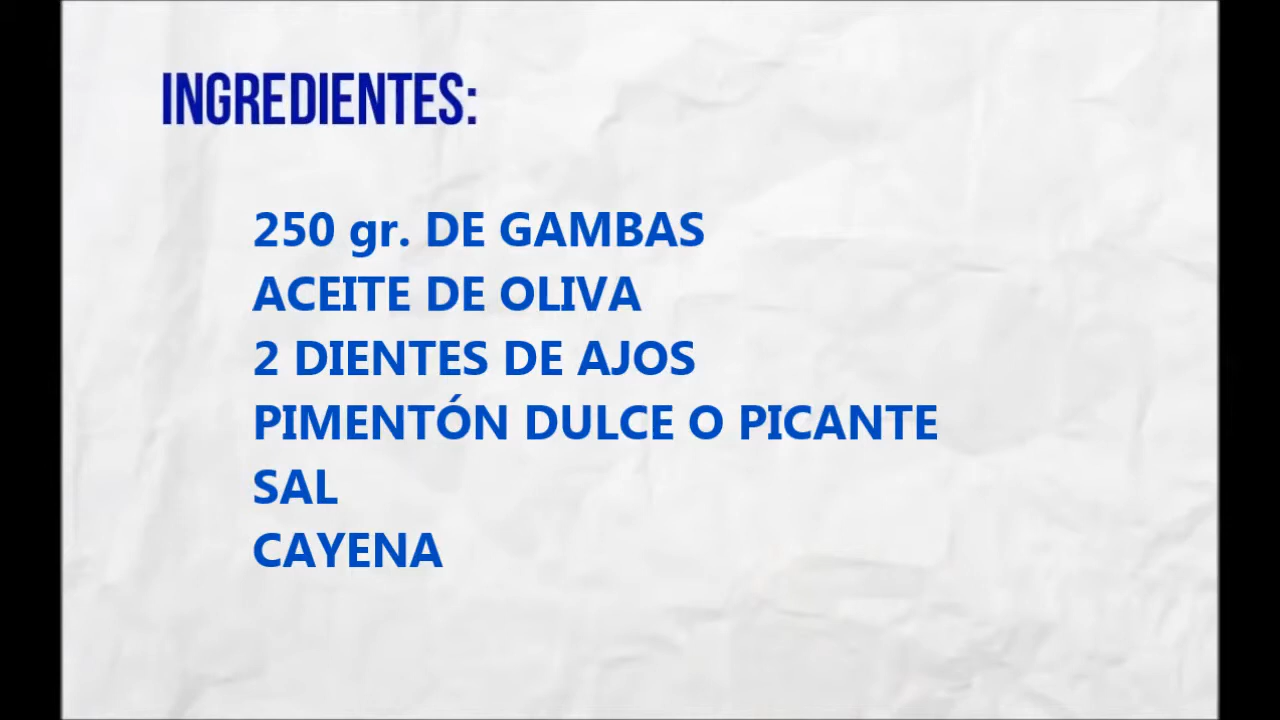 INGREDIENTES:
250 gr. DE GAMBAS
ACEITE DE OLIVA
2 DIENTES DE AJOS
PIMENTÓN DULCE O PICANTE
SAL
CAYENA